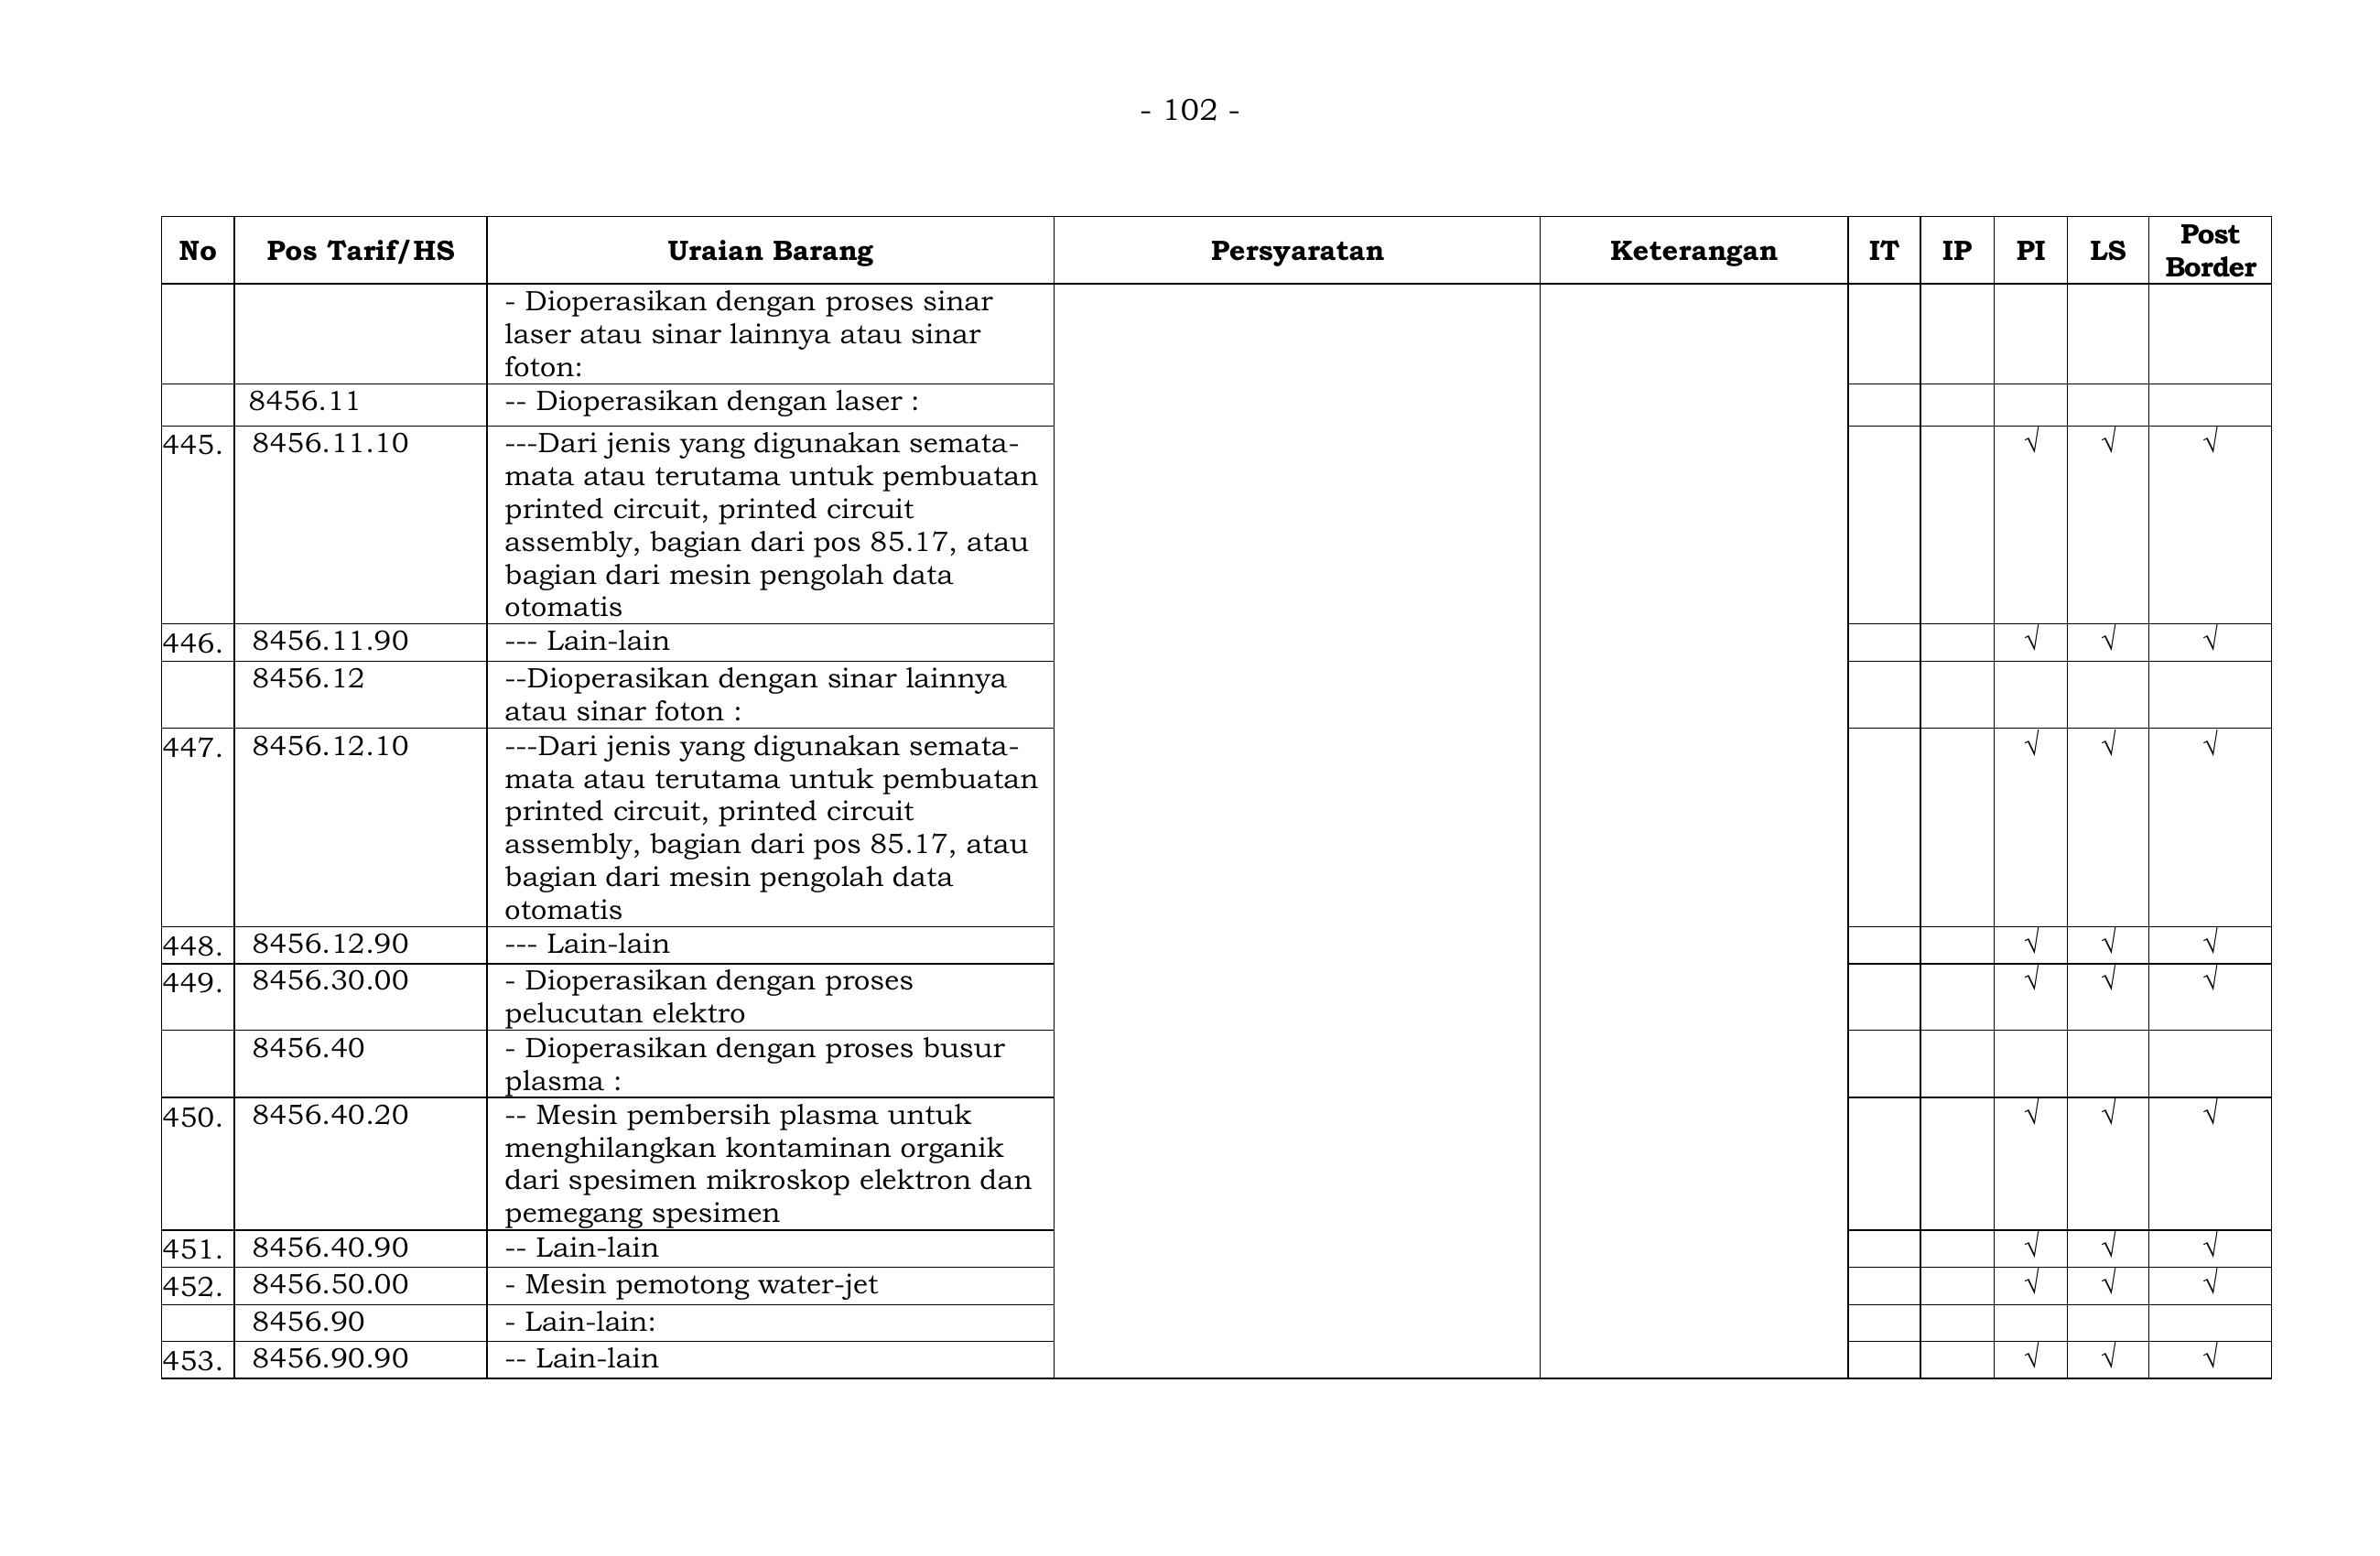 - 102 -
No Pos Tarif/HS Uraian Barang Persyaratan Keterangan IT IP PI LS Post Border
- Dioperasikan dengan proses sinar
laser atau sinar lainnya atau sinar
foton:
8456.11 -- Dioperasikan dengan laser :
445. 8456.11.10 ---Dari jenis yang digunakan semata- √ √ √
mata atau terutama untuk pembuatan
printed circuit, printed circuit
assembly, bagian dari pos 85.17, atau
bagian dari mesin pengolah data
otomatis
446. 8456.11.90 --- Lain-lain √ √ √
8456.12 --Dioperasikan dengan sinar lainnya
atau sinar foton :
447. 8456.12.10 ---Dari jenis yang digunakan semata- √ √ √
mata atau terutama untuk pembuatan
printed circuit, printed circuit
assembly, bagian dari pos 85.17, atau
bagian dari mesin pengolah data
otomatis
448. 8456.12.90 --- Lain-lain √ √ √
449. 8456.30.00 - Dioperasikan dengan proses √ √ √
pelucutan elektro
8456.40 - Dioperasikan dengan proses busur
plasma :
450. 8456.40.20 -- Mesin pembersih plasma untuk √ √ √
menghilangkan kontaminan organik
dari spesimen mikroskop elektron dan
pemegang spesimen
451. 8456.40.90 -- Lain-lain √ √ √
452. 8456.50.00 - Mesin pemotong water-jet √ √ √
8456.90 - Lain-lain:
453. 8456.90.90 -- Lain-lain √ √ √